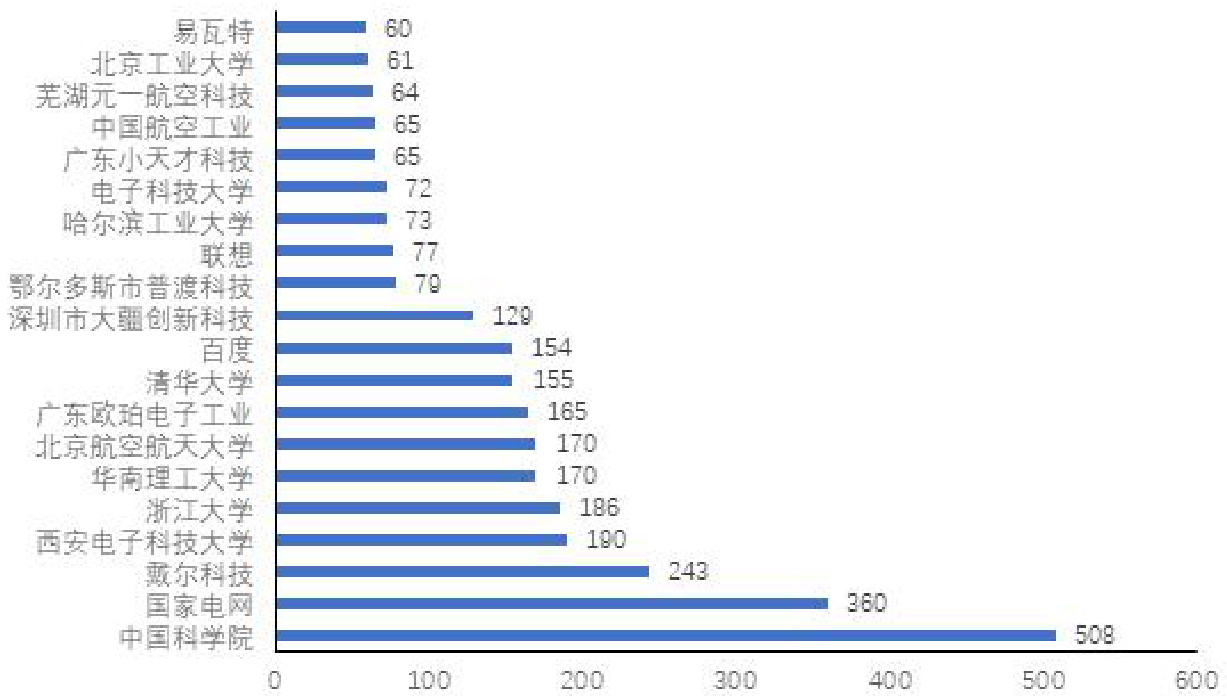 易瓦特 60
北京工业大学 61
芜湖元一航空科技 64
中国航空工业 65
广东小天才科技 65
电子科技大学 72
哈尔滨工业大学 73
联想 77
鄂尔多斯市普渡科技 79
深圳市大疆创新科技 129
百度 154
清华大学 155
广东欧珀电子工业 165
北京航空航天大学 170
华南理工大学 170
浙江大学 186
西安电子科技大学 190
戴尔科技 243
国家电网 360
中国科学院 508
0 100 200 300 400 500 600